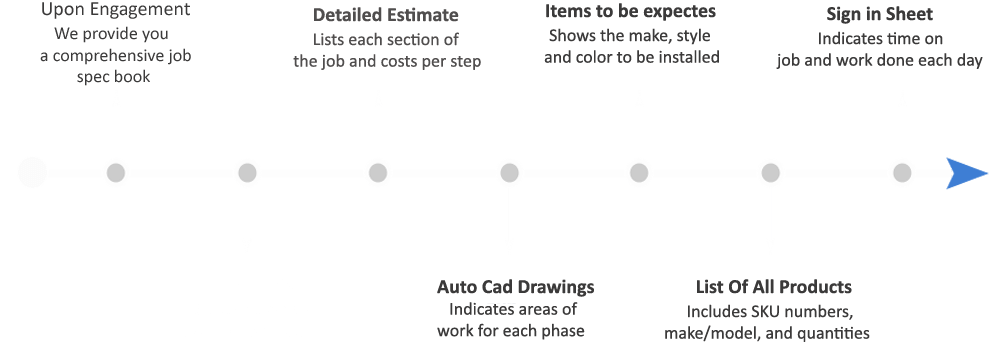 Upon Engagement
We provide you
a comprehensive job
spec book
Detailed Estimate
Lists each section of
the job and costs per step
Items to be expectes
Shows the make, style
and color to be installed
Sign in Sheet
Indicates time on
job and work done each day
Auto Cad Drawings
Indicates areas of
work for each phase
List Of All Products
Includes SKU numbers,
make/model, and quantities